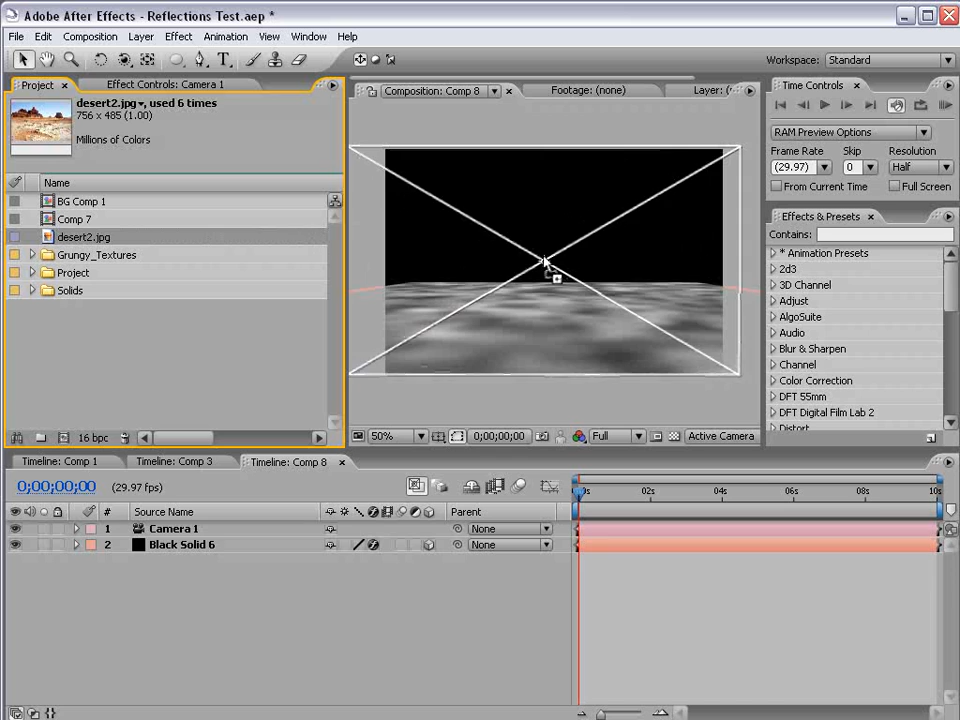 Adobe After Effects - Reflections Test.aep *
File Edit Composition Layer Effect Animation View Window Help
Workspace: Standard
Project × Effect Controls: Camera 1
desert2.jpg▾, used 6 times
756 x 485 (1.00)
Millions of Colors
Name
BG Comp 1
Comp 7
desert2.jpg
Grungy_Textures
Project
Solids
16 bpc
Composition: Comp 8 × Footage: (none) Layer: (
50% 0;00;00;00 Full Active Camera
Time Controls ×
RAM Preview Options
Frame Rate Skip Resolution
(29.97) 0 Half
From Current Time Full Screen
Effects & Presets ×
Contains:
* Animation Presets
2d3
3D Channel
Adjust
AlgoSuite
Audio
Blur & Sharpen
Channel
Color Correction
DFT 55mm
DFT Digital Film Lab 2
Distort
Timeline: Comp 1 Timeline: Comp 3 Timeline: Comp 8 ×
0;00;00;00 (29.97 fps)
02s 04s 06s 08s 10s
# Source Name Parent
1 Camera 1 None
2 Black Solid 6 None